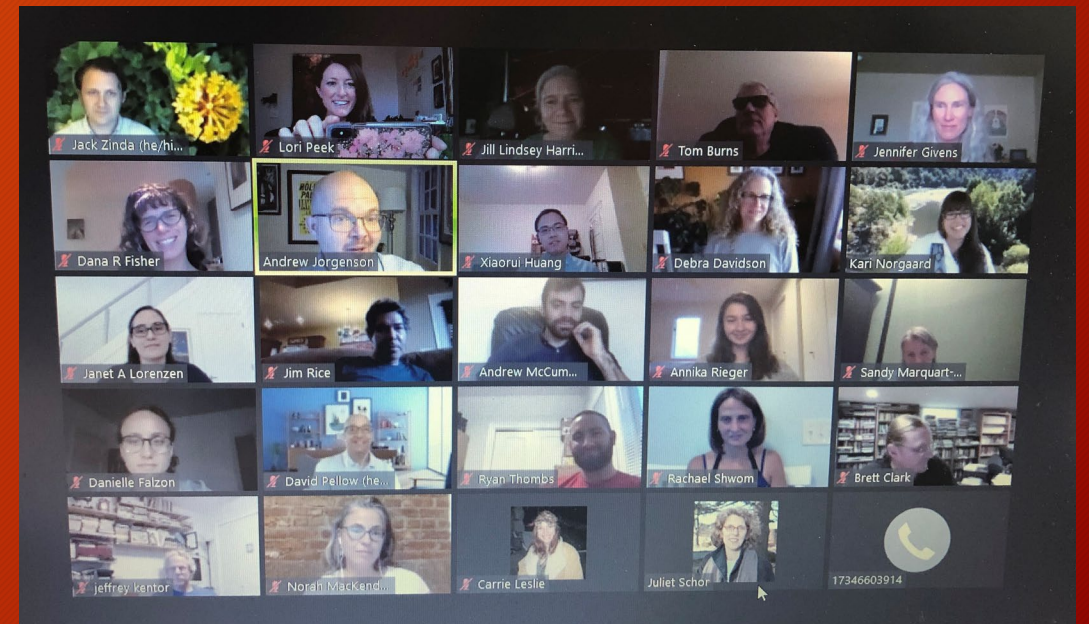 Jack Zinda (he/hi...
Lori Peek
Jill Lindsey Harri...
Tom Burns
Jennifer Givens
Dana R Fisher
Andrew Jorgenson
Xiaorui Huang
Debra Davidson
Kari Norgaard
Janet A Lorenzen
Jim Rice
Andrew McCum...
Annika Rieger
Sandy Marquart-...
Danielle Falzon
David Pellow (he...
Ryan Thombs
Rachael Shwom
Brett Clark
jeffrey kentor
Norah MacKend...
Carrie Leslie
Juliet Schor
17346603914